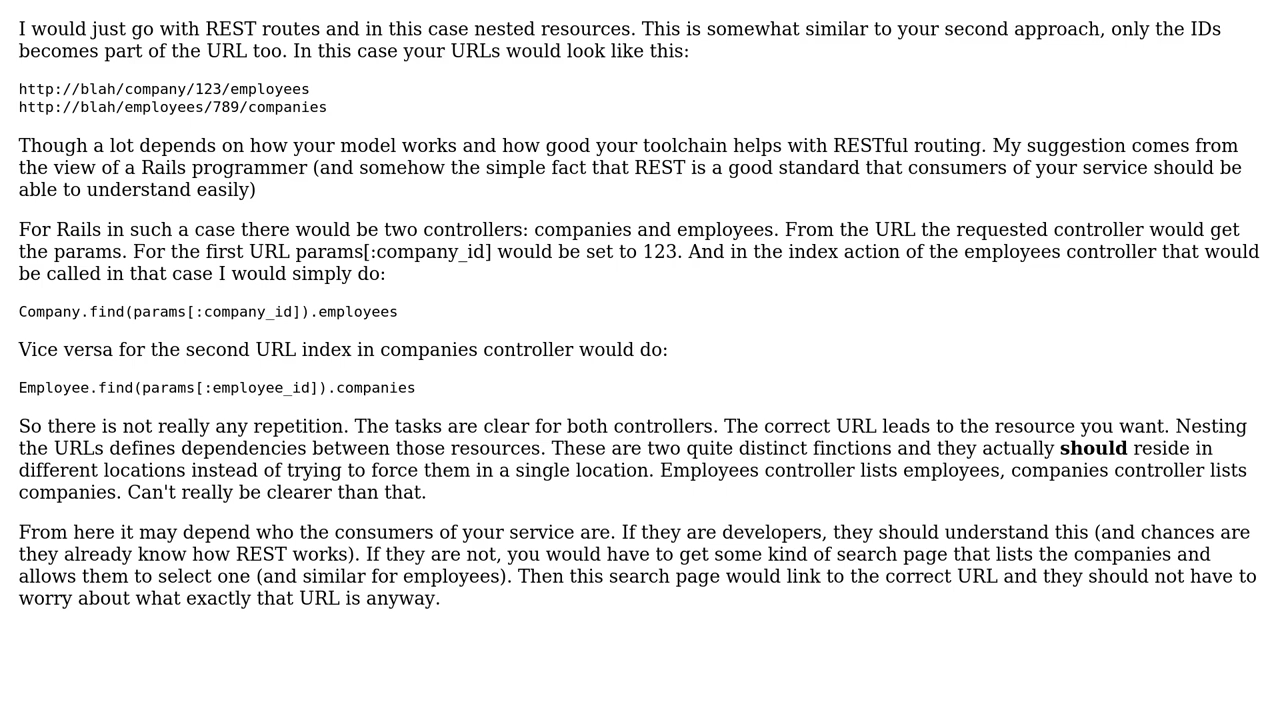 I would just go with REST routes and in this case nested resources. This is somewhat similar to your second approach, only the IDs
becomes part of the URL too. In this case your URLs would look like this:
http://blah/company/123/employees
http://blah/employees/789/companies
Though a lot depends on how your model works and how good your toolchain helps with RESTful routing. My suggestion comes from
the view of a Rails programmer (and somehow the simple fact that REST is a good standard that consumers of your service should be
able to understand easily)
For Rails in such a case there would be two controllers: companies and employees. From the URL the requested controller would get
the params. For the first URL params[:company_id] would be set to 123. And in the index action of the employees controller that would
be called in that case I would simply do:
Company.find(params[:company_id]).employees
Vice versa for the second URL index in companies controller would do:
Employee.find(params[:employee_id]).companies
So there is not really any repetition. The tasks are clear for both controllers. The correct URL leads to the resource you want. Nesting
the URLs defines dependencies between those resources. These are two quite distinct finctions and they actually should reside in
different locations instead of trying to force them in a single location. Employees controller lists employees, companies controller lists
companies. Can't really be clearer than that.
From here it may depend who the consumers of your service are. If they are developers, they should understand this (and chances are
they already know how REST works). If they are not, you would have to get some kind of search page that lists the companies and
allows them to select one (and similar for employees). Then this search page would link to the correct URL and they should not have to
worry about what exactly that URL is anyway.